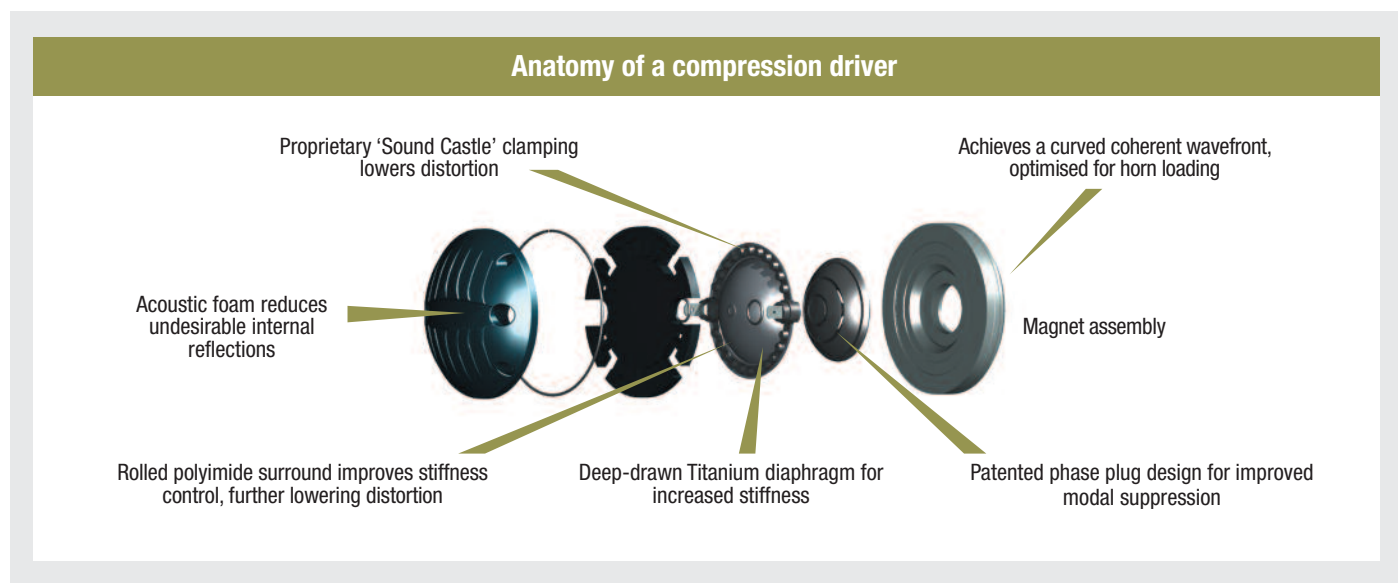 Anatomy of a compression driver
Proprietary ‘Sound Castle’ clamping
lowers distortion
Achieves a curved coherent wavefront,
optimised for horn loading
Acoustic foam reduces
undesirable internal
reflections
Magnet assembly
Rolled polyimide surround improves stiffness
control, further lowering distortion
Deep-drawn Titanium diaphragm for
increased stiffness
Patented phase plug design for improved
modal suppression